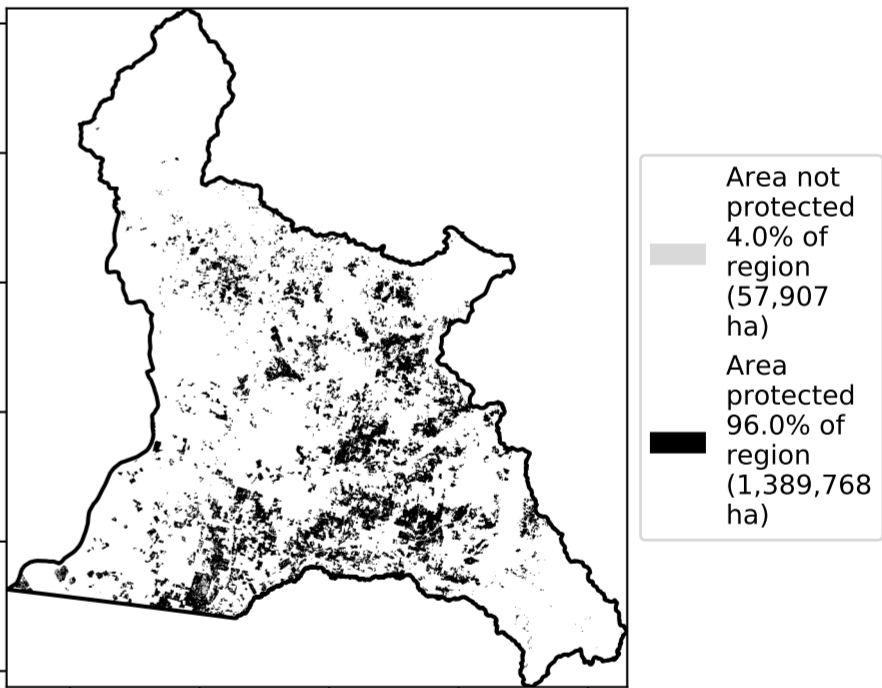 Area not
protected
4.0% of
region
(57,907
ha)
Area
protected
96.0% of
region
(1,389,768
ha)